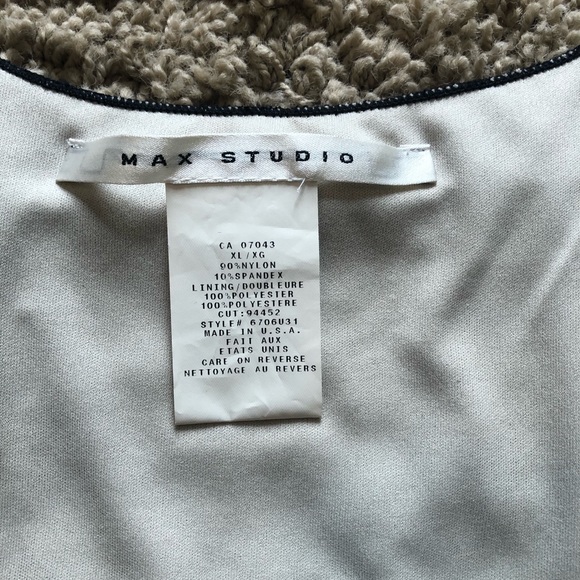 MAX STUDIO
CA 07043
XL/XG
90%NYLON
10%SPANDEX
LINING/DOUBLEURE
100%POLYESTER
100%POLYESTERE
CUT:94452
STYLE# 6706U31
MADE IN U.S.A.
FAIT AUX
ETATS UNIS
CARE ON REVERSE
NETTOYAGE AU REVERS